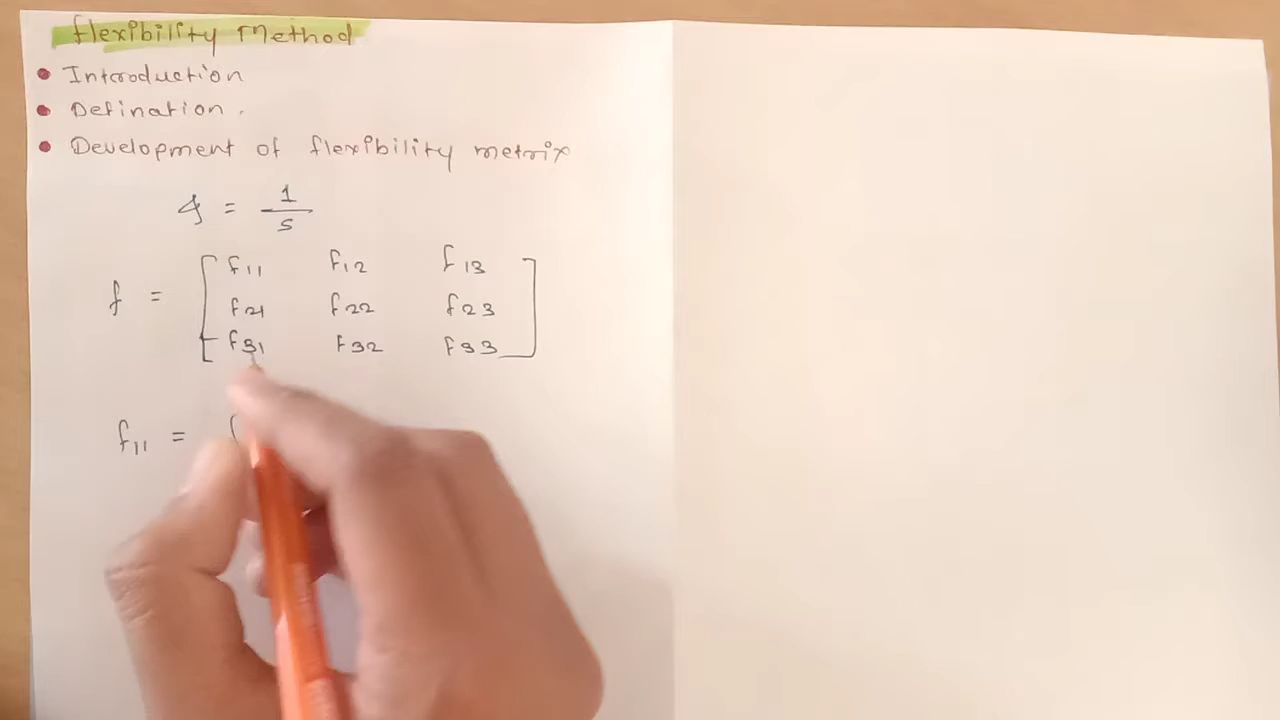 flexibility Method
• Introduction
• Defination.
• Development of flexibility metrix
f = 1/s
f = [ f11 f12 f13
f21 f22 f23
f31 f32 f33 ]
f11 =